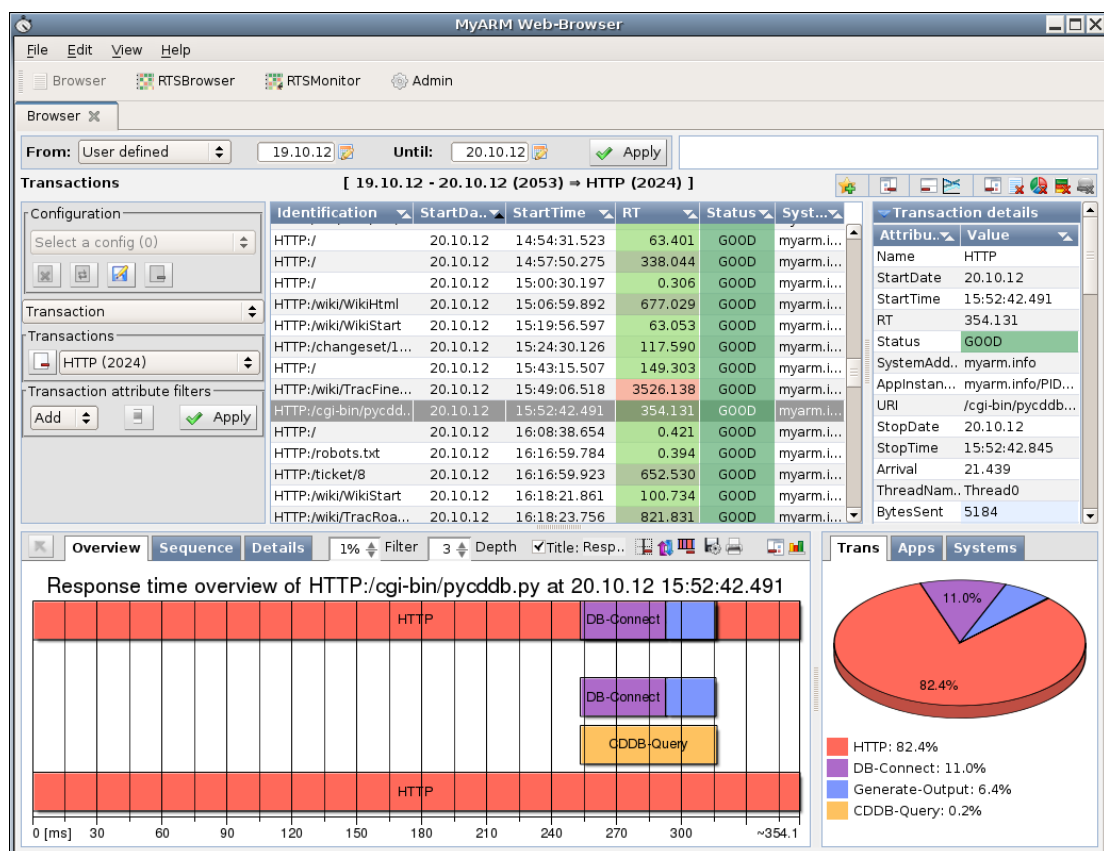 MyARM Web-Browser
File Edit View Help
Browser RTSBrowser RTSMonitor Admin
Browser
From: User defined 19.10.12 Until: 20.10.12 Apply
Transactions [ 19.10.12 - 20.10.12 (2053) ⇒ HTTP (2024) ]
Configuration
Select a config (0)
Transaction
Transactions
HTTP (2024)
Transaction attribute filters
Add Apply
Identification StartDa.. StartTime RT Status Syst...
HTTP:/ 20.10.12 14:54:31.523 63.401 GOOD myarm.i...
HTTP:/ 20.10.12 14:57:50.275 338.044 GOOD myarm.i...
HTTP:/ 20.10.12 15:00:30.197 0.306 GOOD myarm.i...
HTTP:/wiki/WikiHtml 20.10.12 15:06:59.892 677.029 GOOD myarm.i...
HTTP:/wiki/WikiStart 20.10.12 15:19:56.597 63.053 GOOD myarm.i...
HTTP:/changeset/1... 20.10.12 15:24:30.126 117.590 GOOD myarm.i...
HTTP:/ 20.10.12 15:43:15.507 149.303 GOOD myarm.i...
HTTP:/wiki/TracFine... 20.10.12 15:49:06.518 3526.138 GOOD myarm.i...
HTTP:/cgi-bin/pycddb.. 20.10.12 15:52:42.491 354.131 GOOD myarm.i...
HTTP:/ 20.10.12 16:08:38.654 0.421 GOOD myarm.i...
HTTP:/robots.txt 20.10.12 16:16:59.784 0.394 GOOD myarm.i...
HTTP:/ticket/8 20.10.12 16:16:59.923 652.530 GOOD myarm.i...
HTTP:/wiki/WikiStart 20.10.12 16:18:21.861 100.734 GOOD myarm.i...
HTTP:/wiki/TracRoa... 20.10.12 16:18:23.756 821.831 GOOD myarm.i...
Transaction details
Attribu.. Value
Name HTTP
StartDate 20.10.12
StartTime 15:52:42.491
RT 354.131
Status GOOD
SystemAdd.. myarm.info
AppInstan... myarm.info/PID...
URI /cgi-bin/pycddb...
StopDate 20.10.12
StopTime 15:52:42.845
Arrival 21.439
ThreadNam.. Thread0
BytesSent 5184
Overview Sequence Details 1% Filter 3 Depth Title: Resp..
Response time overview of HTTP:/cgi-bin/pycddb.py at 20.10.12 15:52:42.491
HTTP DB-Connect
DB-Connect
CDDB-Query
HTTP
0 [ms] 30 60 90 120 150 180 210 240 270 300 ~354.1
Trans Apps Systems
11.0%
82.4%
HTTP: 82.4%
DB-Connect: 11.0%
Generate-Output: 6.4%
CDDB-Query: 0.2%